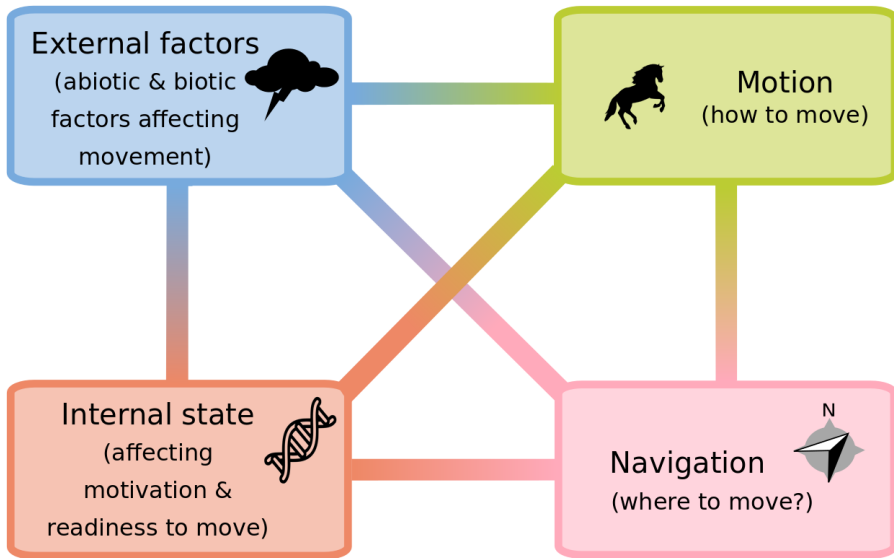 External factors
(abiotic & biotic
factors affecting
movement)
Motion
(how to move)
Internal state
(affecting
motivation &
readiness to move)
N
Navigation
(where to move?)